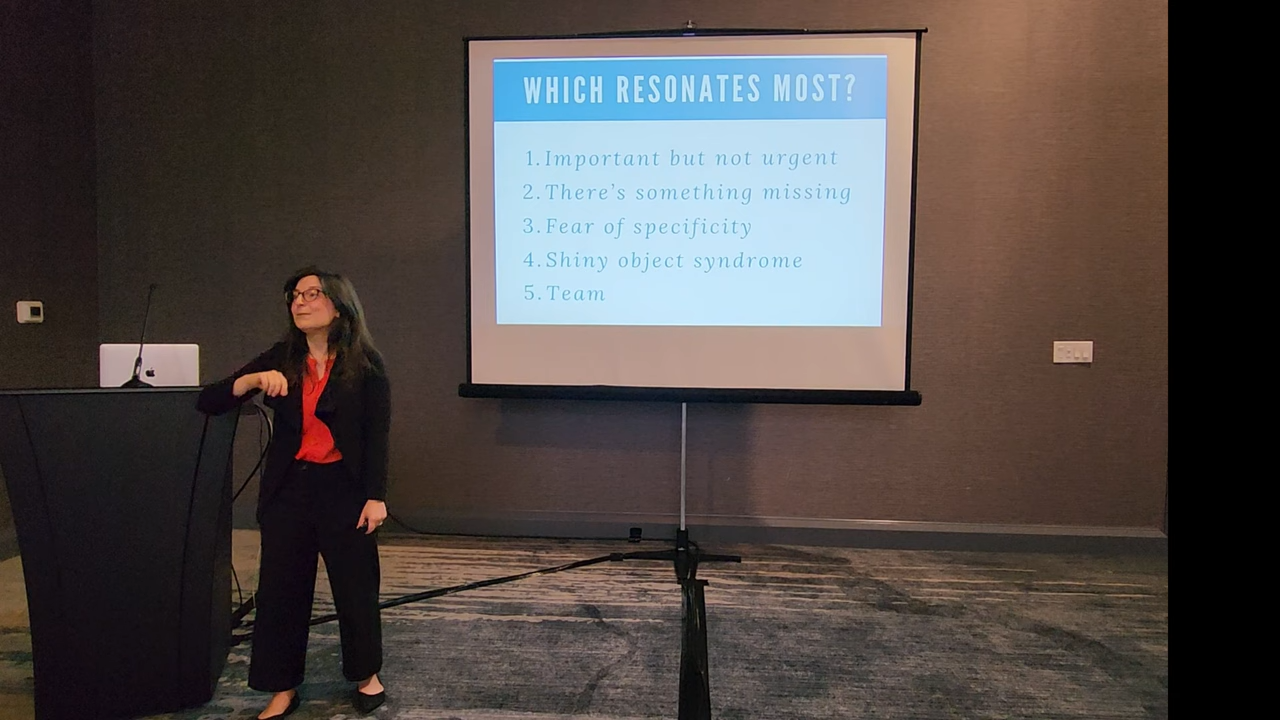 WHICH RESONATES MOST?
1. Important but not urgent
2. There's something missing
3. Fear of specificity
4. Shiny object syndrome
5. Team